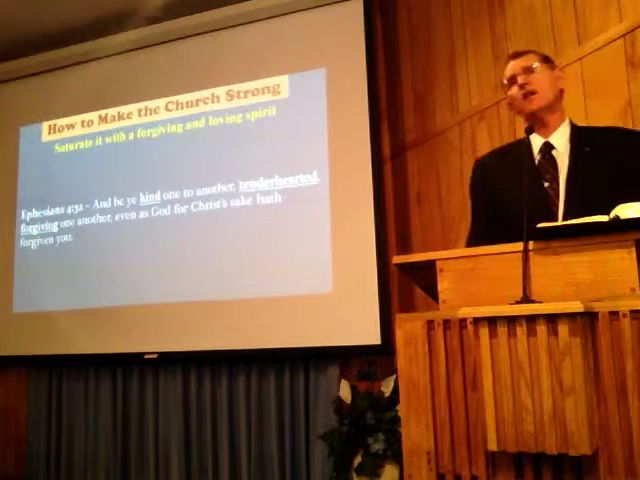 How to Make the Church Strong
Saturate it with a forgiving and loving spirit
Ephesians 4:32 - And be ye kind one to another, tenderhearted,
forgiving one another, even as God for Christ's sake hath
forgiven you.